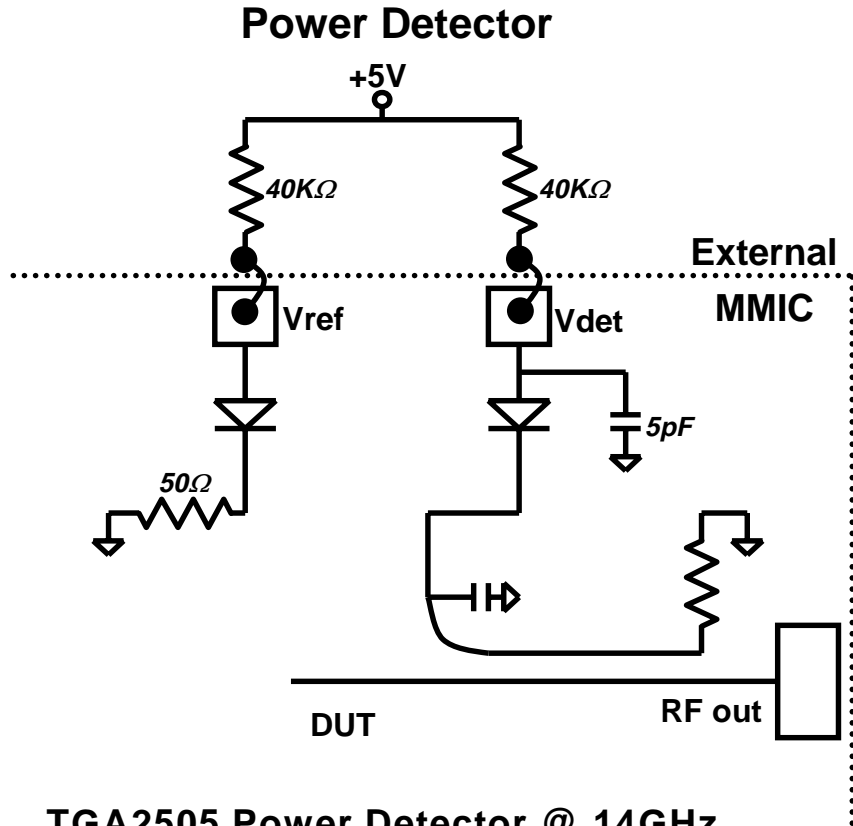 Power Detector
+5V
40KΩ 40KΩ
External
MMIC
Vref Vdet
5pF
50Ω
RF out
DUT
TGA2505 Power Detector @ 14GHz